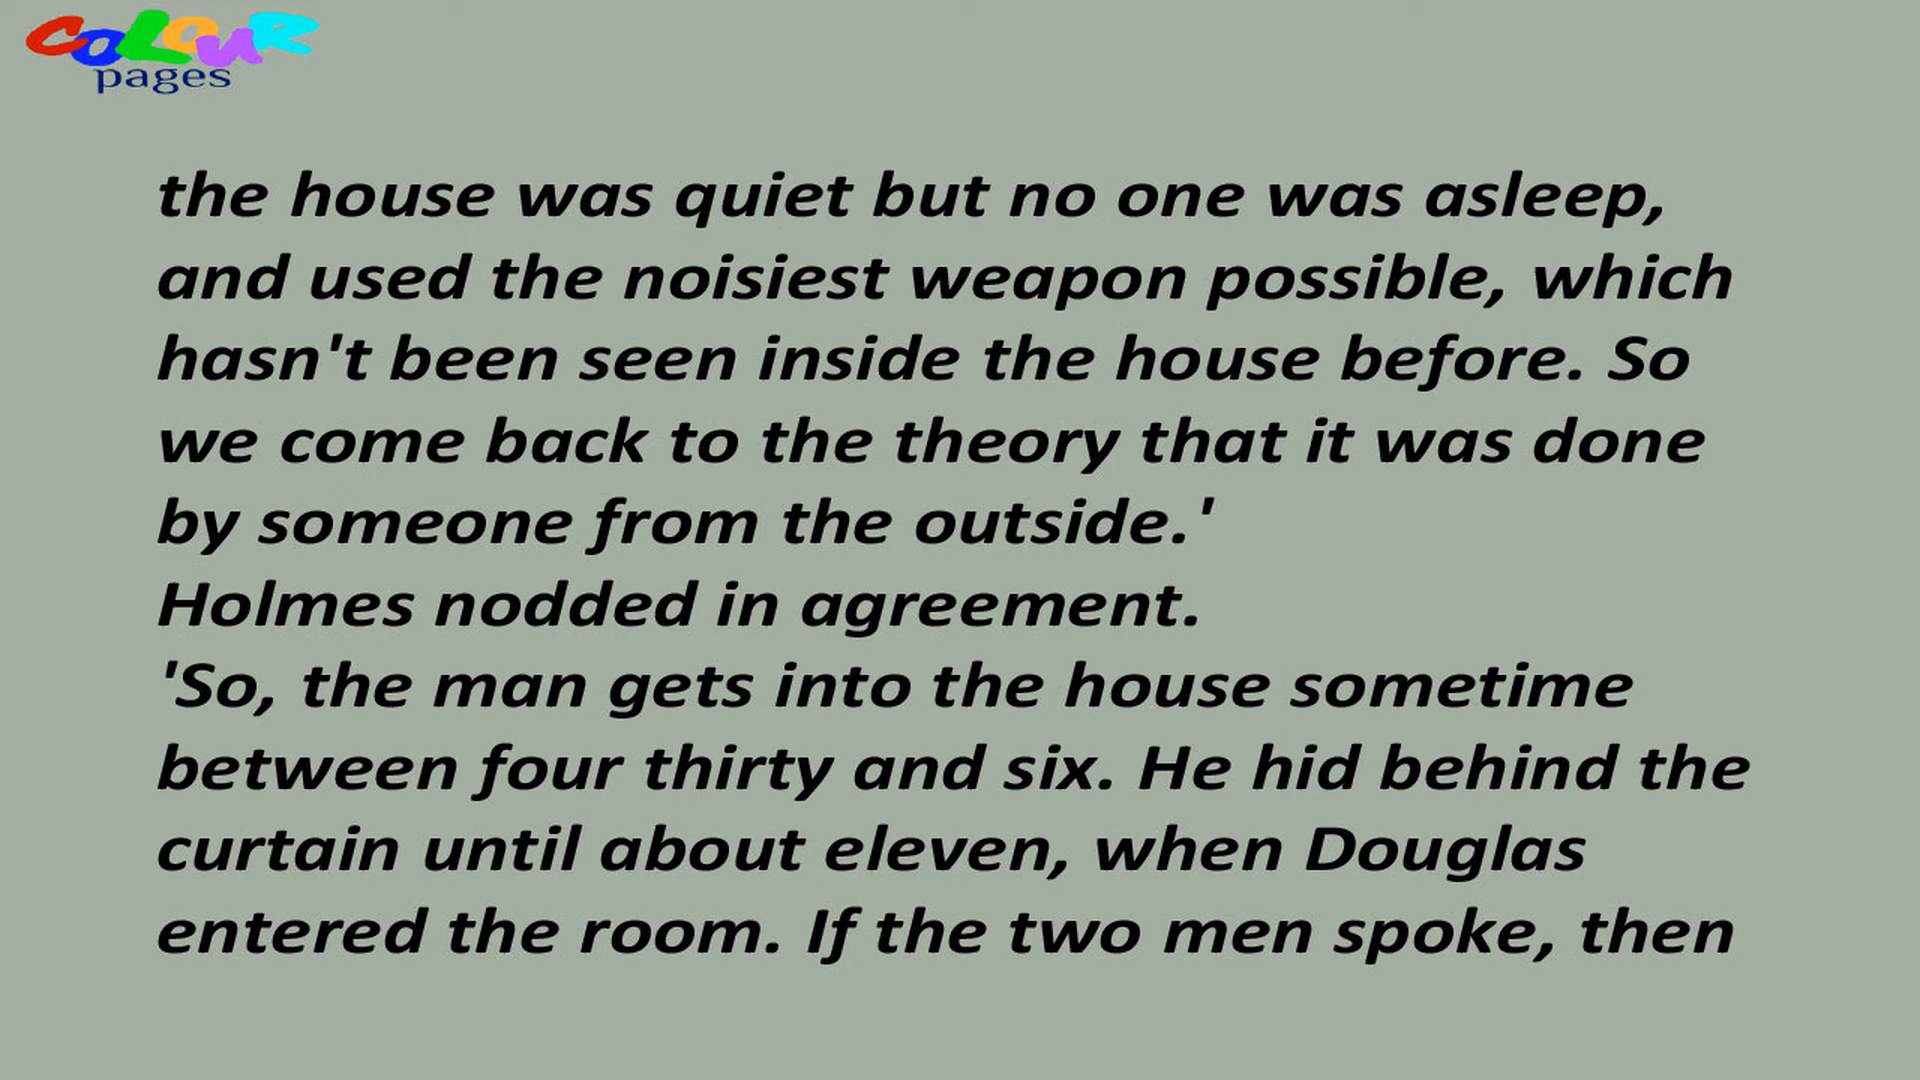 COLOUR
pages
the house was quiet but no one was asleep,
and used the noisiest weapon possible, which
hasn't been seen inside the house before. So
we come back to the theory that it was done
by someone from the outside.'
Holmes nodded in agreement.
'So, the man gets into the house sometime
between four thirty and six. He hid behind the
curtain until about eleven, when Douglas
entered the room. If the two men spoke, then